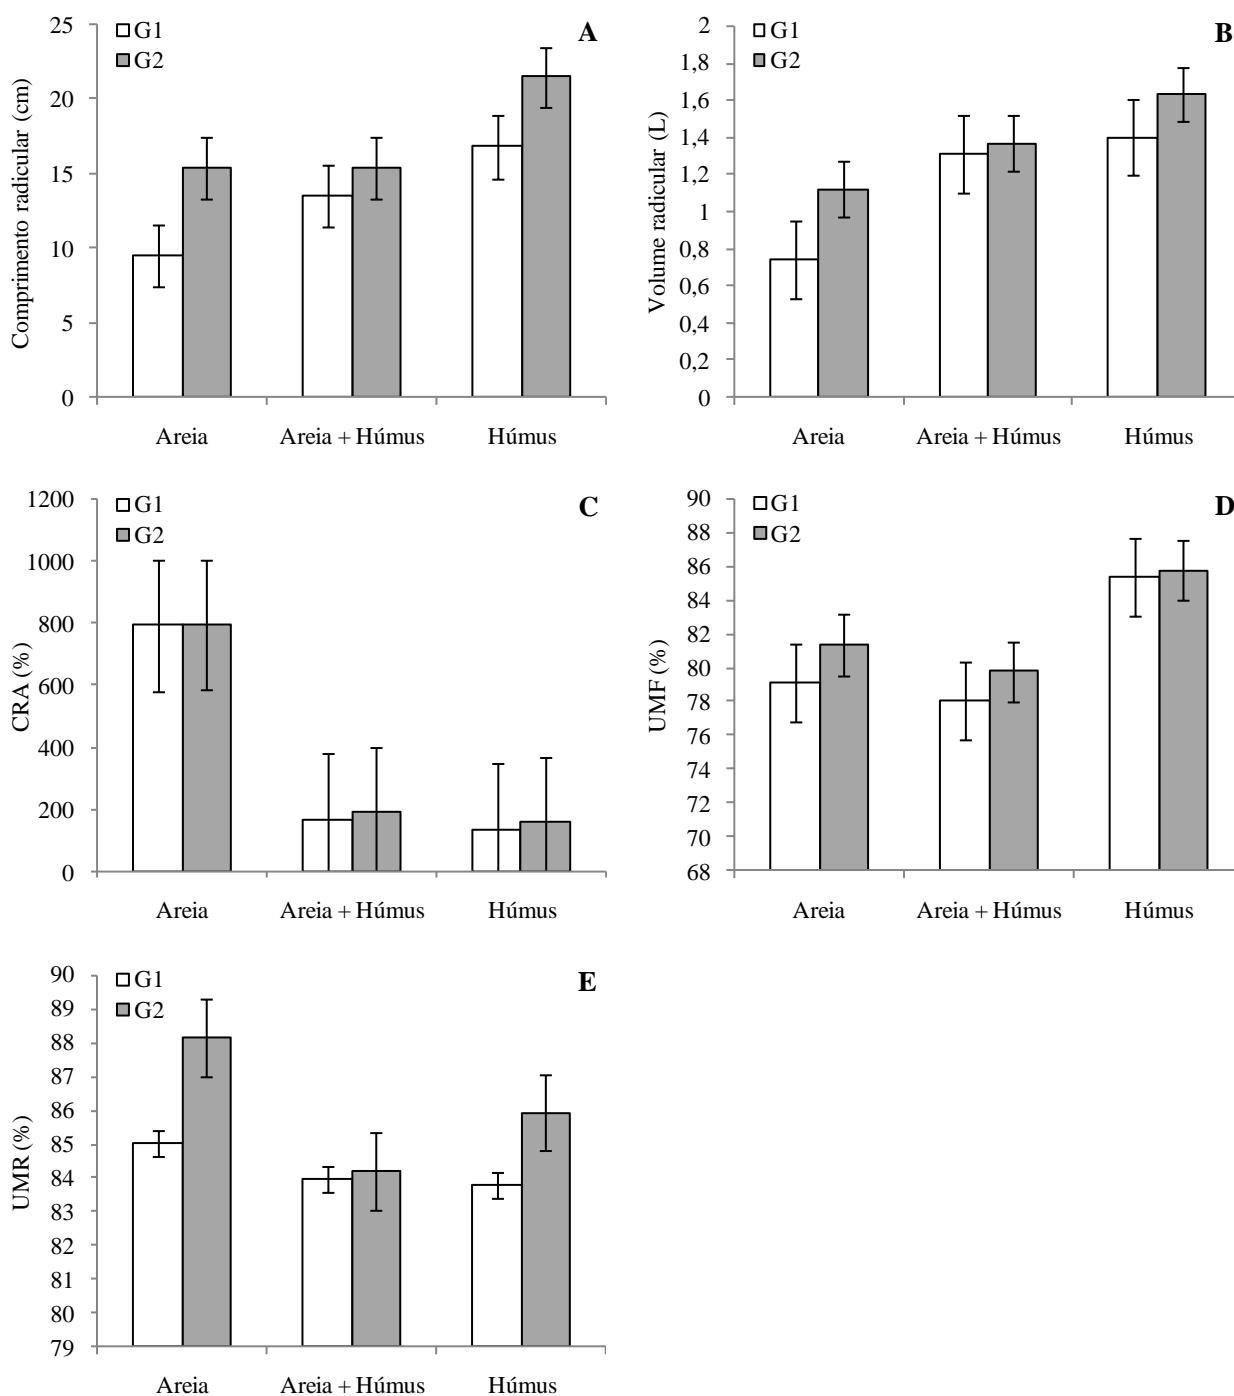 A
G1
G2
Comprimento radicular (cm)
25
20
15
10
5
0
Areia
Areia + Húmus
Húmus
B
G1
G2
Volume radicular (L)
2
1,8
1,6
1,4
1,2
1
0,8
0,6
0,4
0,2
0
Areia
Areia + Húmus
Húmus
C
G1
G2
CRA (%)
1200
1000
800
600
400
200
0
Areia
Areia + Húmus
Húmus
D
G1
G2
UMF (%)
90
88
86
84
82
80
78
76
74
72
70
68
Areia
Areia + Húmus
Húmus
E
G1
G2
UMR (%)
90
89
88
87
86
85
84
83
82
81
80
79
Areia
Areia + Húmus
Húmus